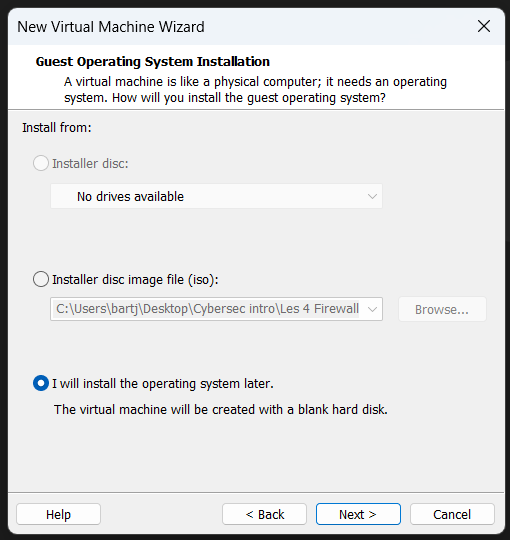 New Virtual Machine Wizard
Guest Operating System Installation
A virtual machine is like a physical computer; it needs an operating
system. How will you install the guest operating system?
Install from:
Installer disc:
No drives available
Installer disc image file (iso):
C:\Users\bartj\Desktop\Cybersec intro\Les 4 Firewall
Browse...
I will install the operating system later.
The virtual machine will be created with a blank hard disk.
Help
< Back
Next >
Cancel